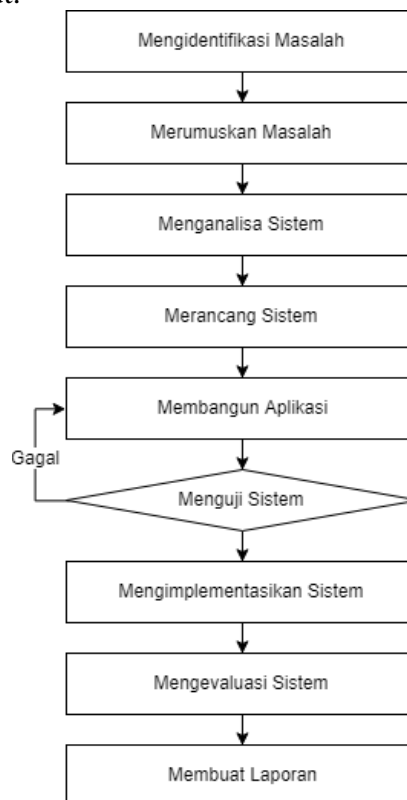 Mengidentifikasi Masalah
Merumuskan Masalah
Menganalisa Sistem
Merancang Sistem
Membangun Aplikasi
Gagal
Menguji Sistem
Mengimplementasikan Sistem
Mengevaluasi Sistem
Membuat Laporan